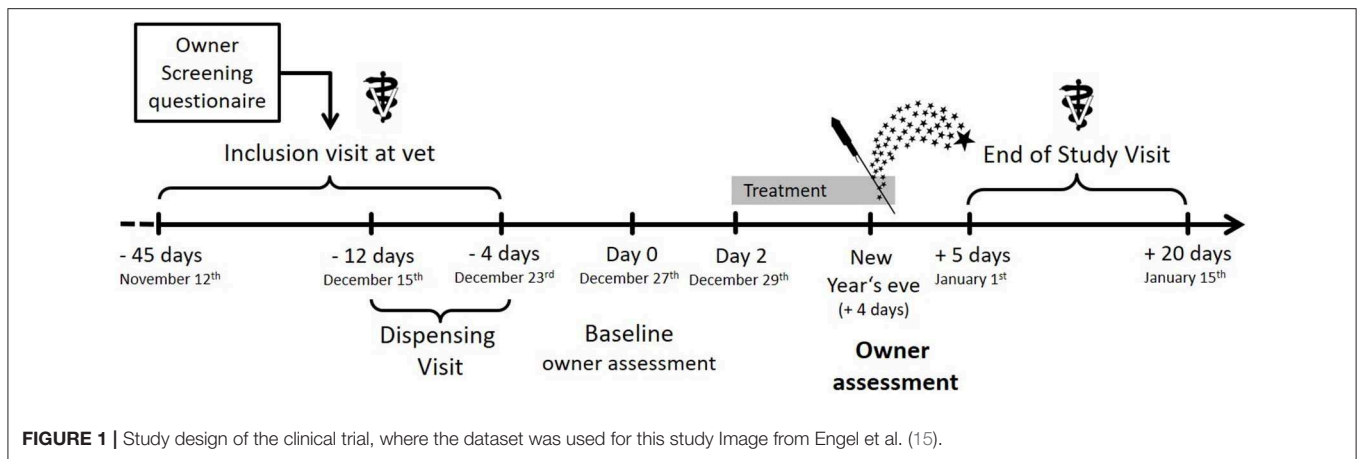 Owner
Screening
questionaire
Inclusion visit at vet
End of Study Visit
Treatment
- 45 days
November 12th
- 12 days
December 15th
- 4 days
December 23rd
Day 0
December 27th
Day 2
December 29th
New
Year‘s eve
(+ 4 days)
+ 5 days
January 1st
+ 20 days
January 15th
Dispensing
Visit
Baseline
owner assessment
Owner
assessment
FIGURE 1 | Study design of the clinical trial, where the dataset was used for this study Image from Engel et al. (15).